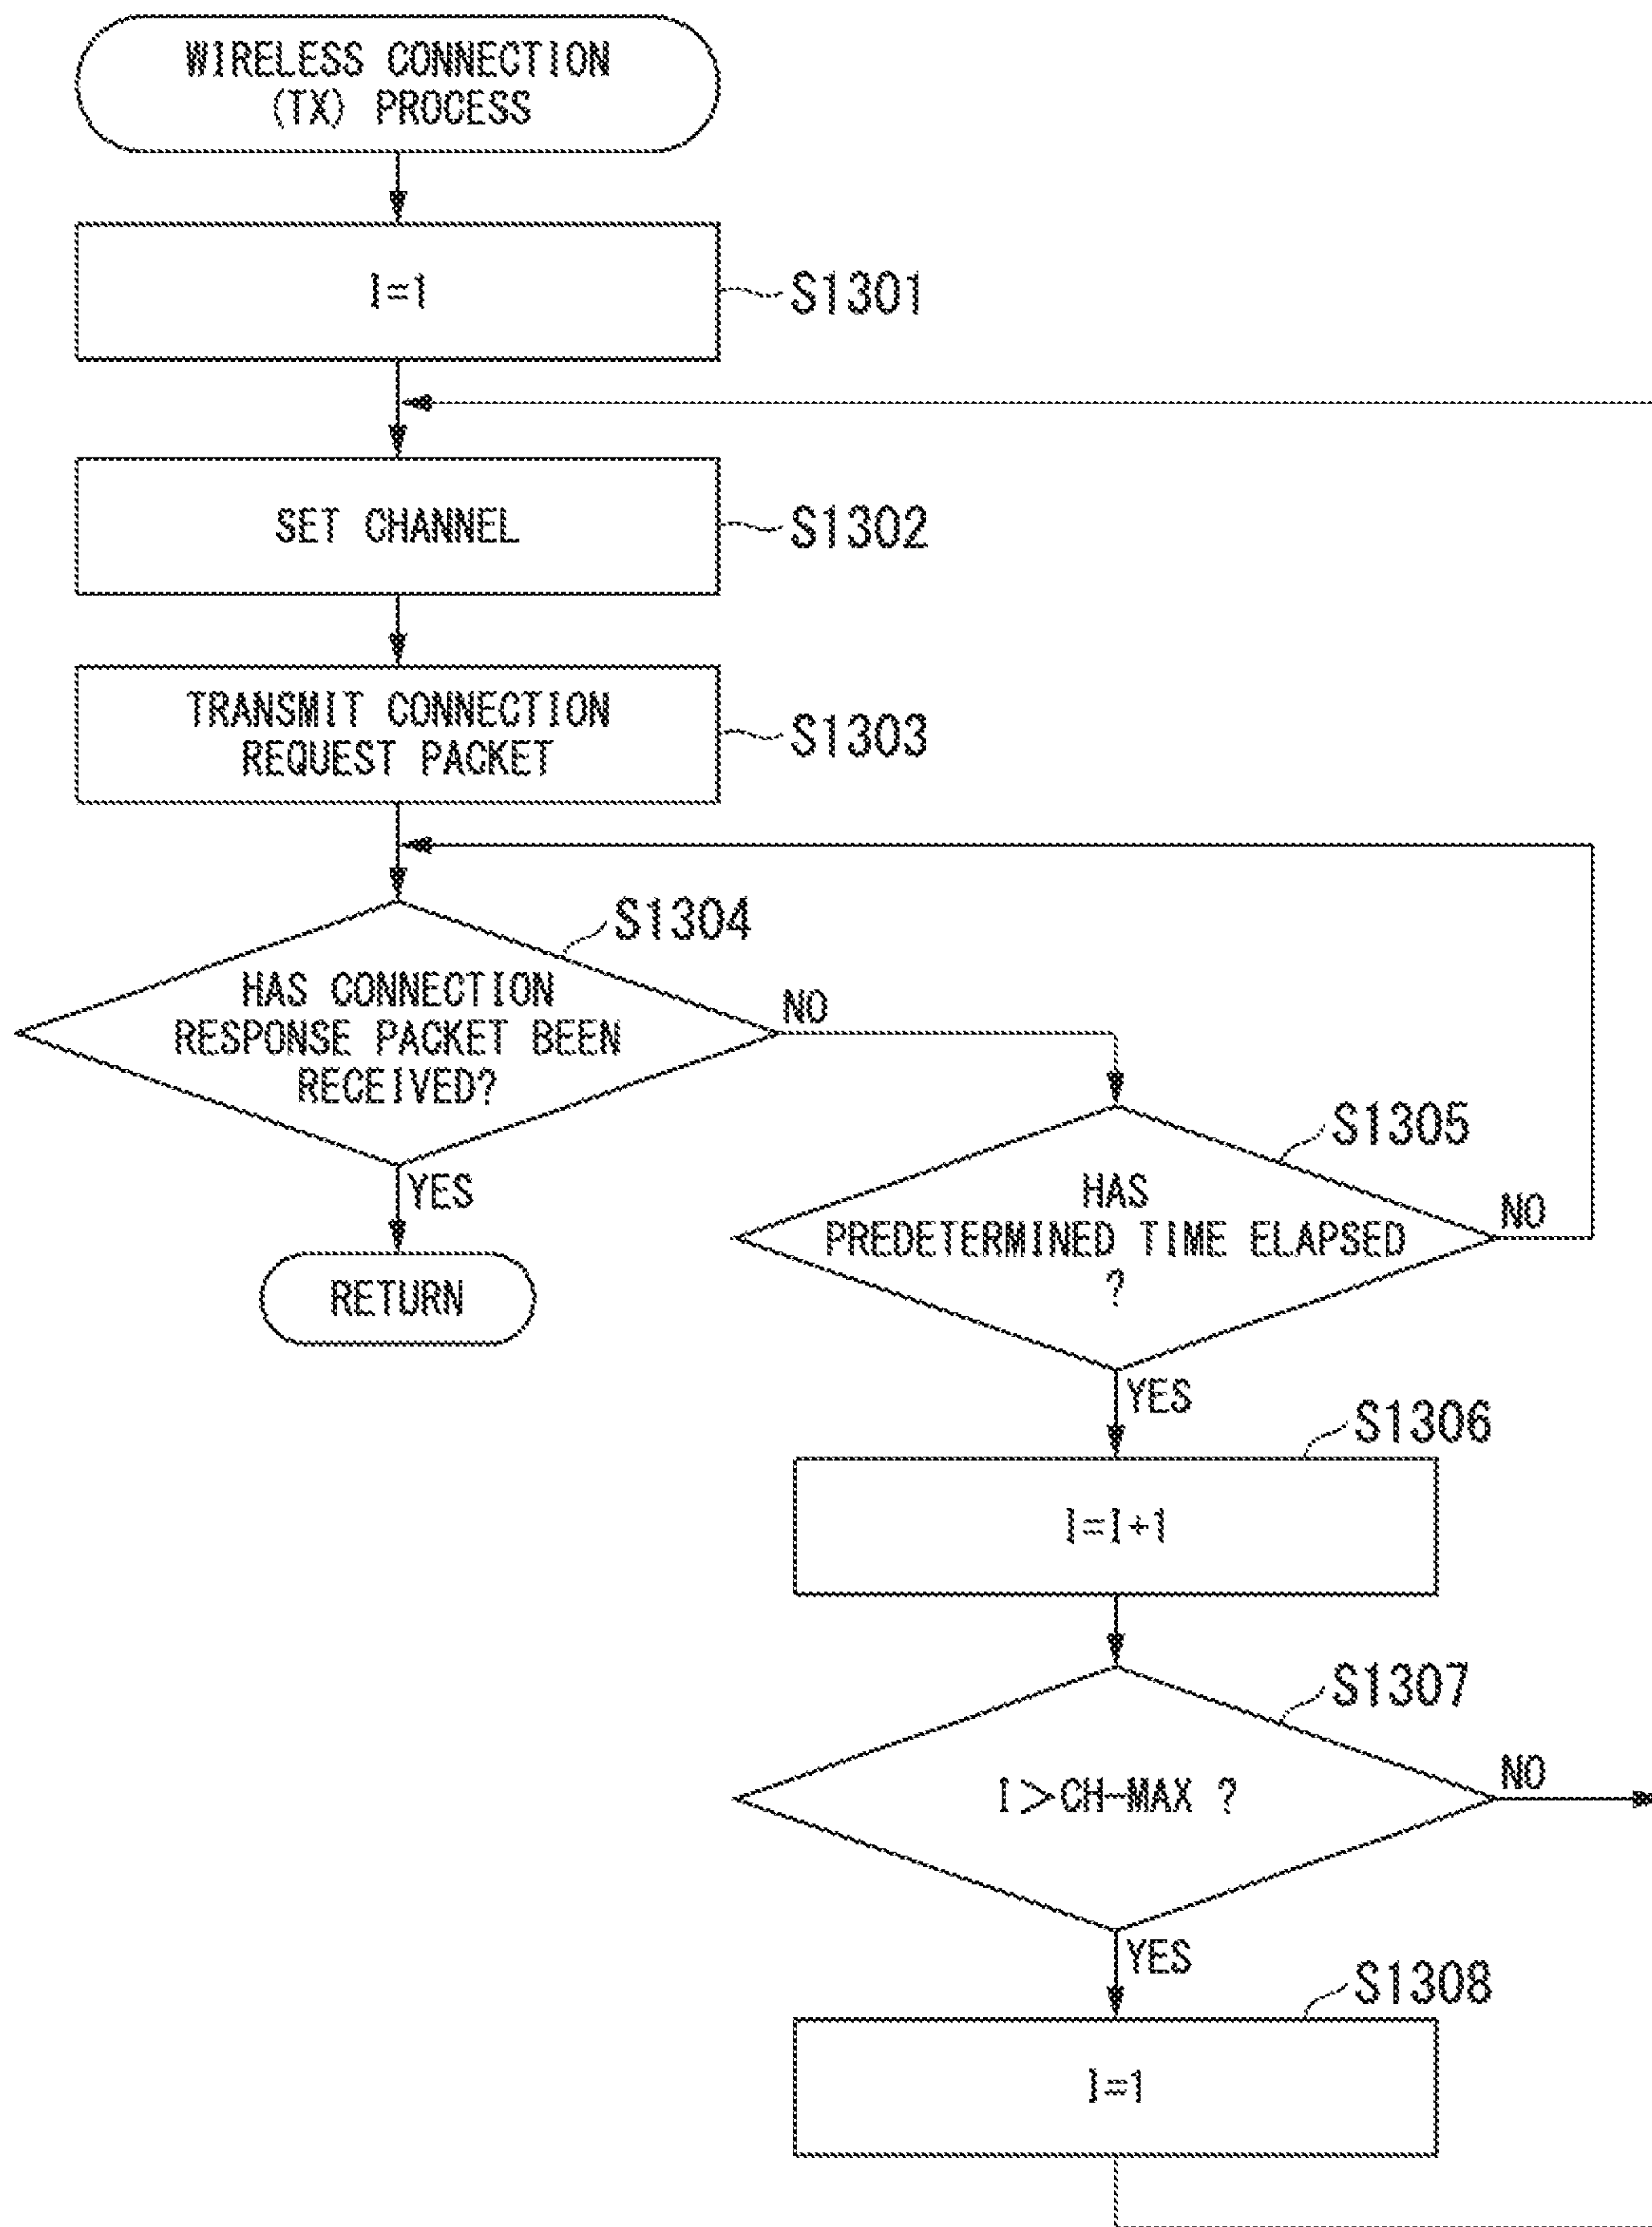 WIRELESS CONNECTION
(TX) PROCESS
I=1
S1301
SET CHANNEL
S1302
TRANSMIT CONNECTION
REQUEST PACKET
S1303
S1304
HAS CONNECTION
RESPONSE PACKET BEEN
RECEIVED?
NO
YES
RETURN
S1305
HAS
PREDETERMINED TIME ELAPSED
?
NO
YES
S1306
I=I+1
S1307
I>CH-MAX ?
NO
YES
S1308
I=1